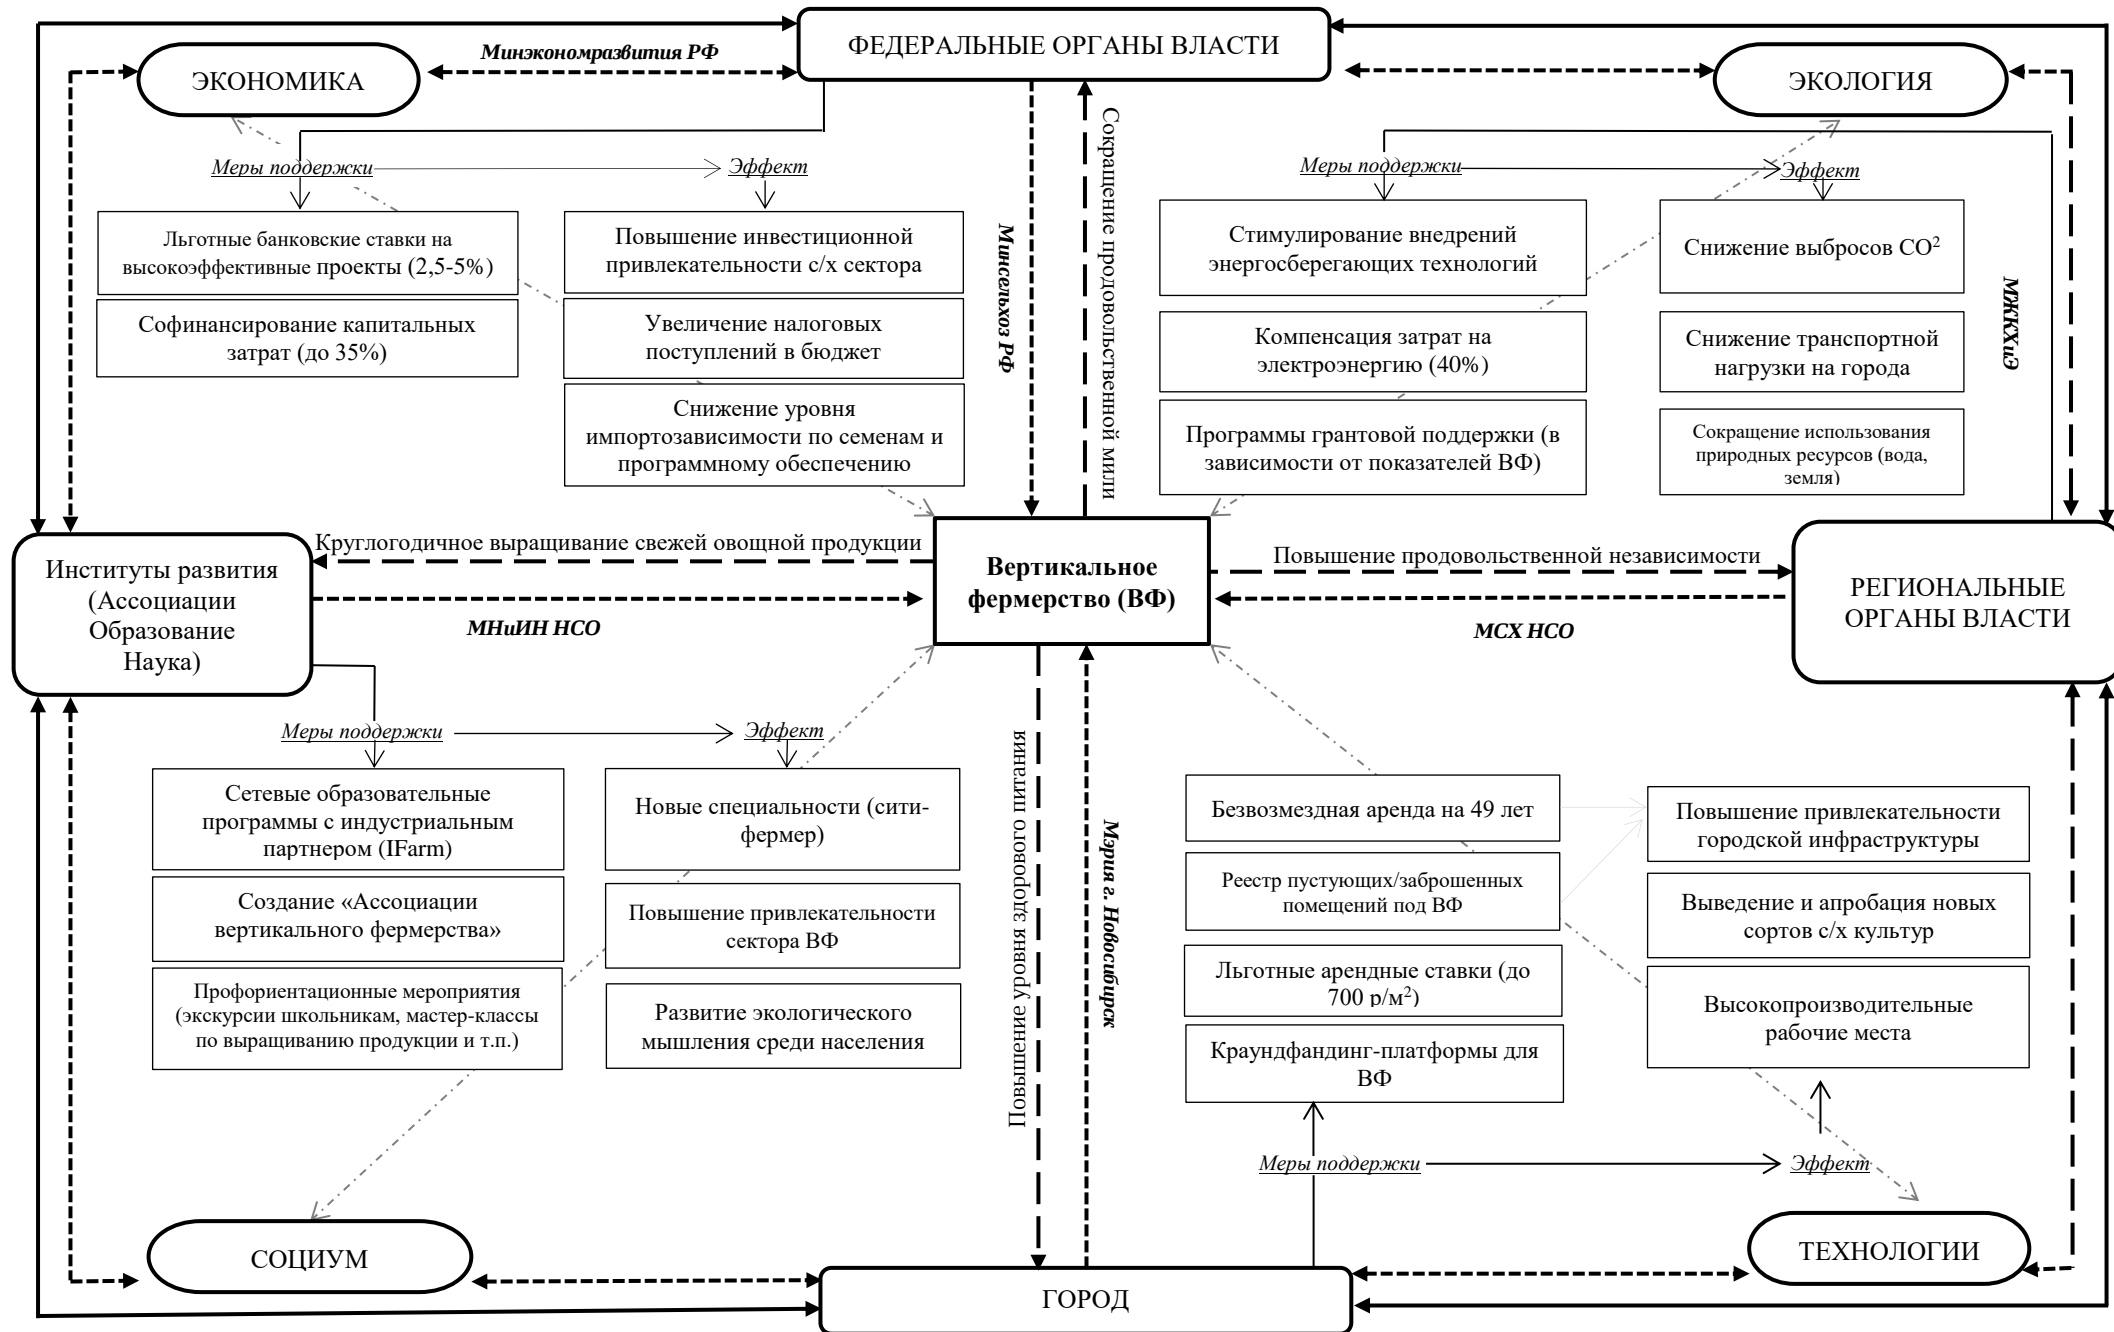 ФЕДЕРАЛЬНЫЕ ОРГАНЫ ВЛАСТИ
Минэкономразвития РФ
ЭКОНОМИКА
ЭКОЛОГИЯ
Меры поддержки
Эффект
Льготные банковские ставки на
высокоэффективные проекты (2,5-5%)
Софинансирование капитальных
затрат (до 35%)
Повышение инвестиционной
привлекательности с/х сектора
Увеличение налоговых
поступлений в бюджет
Снижение уровня
импортозависимости по семенам и
программному обеспечению
Минсельхоз РФ
Сокращение продовольственной мили
Меры поддержки
Эффект
Стимулирование внедрений
энергосберегающих технологий
Компенсация затрат на
электроэнергию (40%)
Программы грантовой поддержки (в
зависимости от показателей ВФ)
Снижение выбросов СО²
Снижение транспортной
нагрузки на города
Сокращение использования
природных ресурсов (вода,
земля)
МЖКХиЭ
Институты развития
(Ассоциации
Образование
Наука)
Круглогодичное выращивание свежей овощной продукции
МНиИН НСО
Вертикальное
фермерство (ВФ)
Повышение продовольственной независимости
МСХ НСО
РЕГИОНАЛЬНЫЕ
ОРГАНЫ ВЛАСТИ
Меры поддержки
Эффект
Сетевые образовательные
программы с индустриальным
партнером (IFarm)
Создание «Ассоциации
вертикального фермерства»
Профориентационные мероприятия
(экскурсии школьникам, мастер-классы
по выращиванию продукции и т.п.)
Новые специальности (сити-
фермер)
Повышение привлекательности
сектора ВФ
Развитие экологического
мышления среди населения
Повышение уровня здорового питания
Мэрия г. Новосибирск
Безвозмездная аренда на 49 лет
Реестр пустующих/заброшенных
помещений под ВФ
Льготные арендные ставки (до
700 р/м²)
Краундфандинг-платформы для
ВФ
Повышение привлекательности
городской инфраструктуры
Выведение и апробация новых
сортов с/х культур
Высокопроизводительные
рабочие места
Меры поддержки
Эффект
СОЦИУМ
ТЕХНОЛОГИИ
ГОРОД